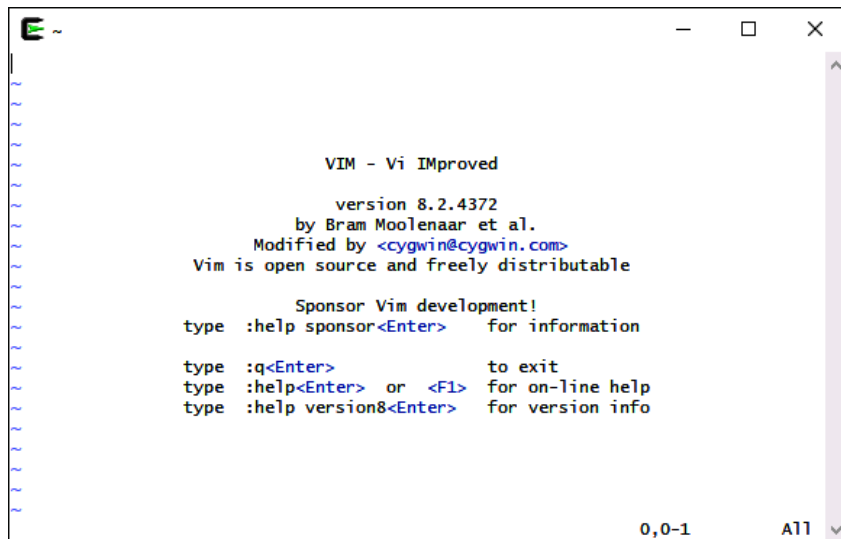 ~
~
~
~
~
VIM - Vi IMproved
~
~
version 8.2.4372
~
by Bram Moolenaar et al.
~
Modified by <cygwin@cygwin.com>
~
Vim is open source and freely distributable
~
~
Sponsor Vim development!
~
type :help sponsor<Enter> for information
~
~
type :q<Enter> to exit
~
type :help<Enter> or <F1> for on-line help
~
type :help version8<Enter> for version info
~
~
~
~
~
0,0-1 All